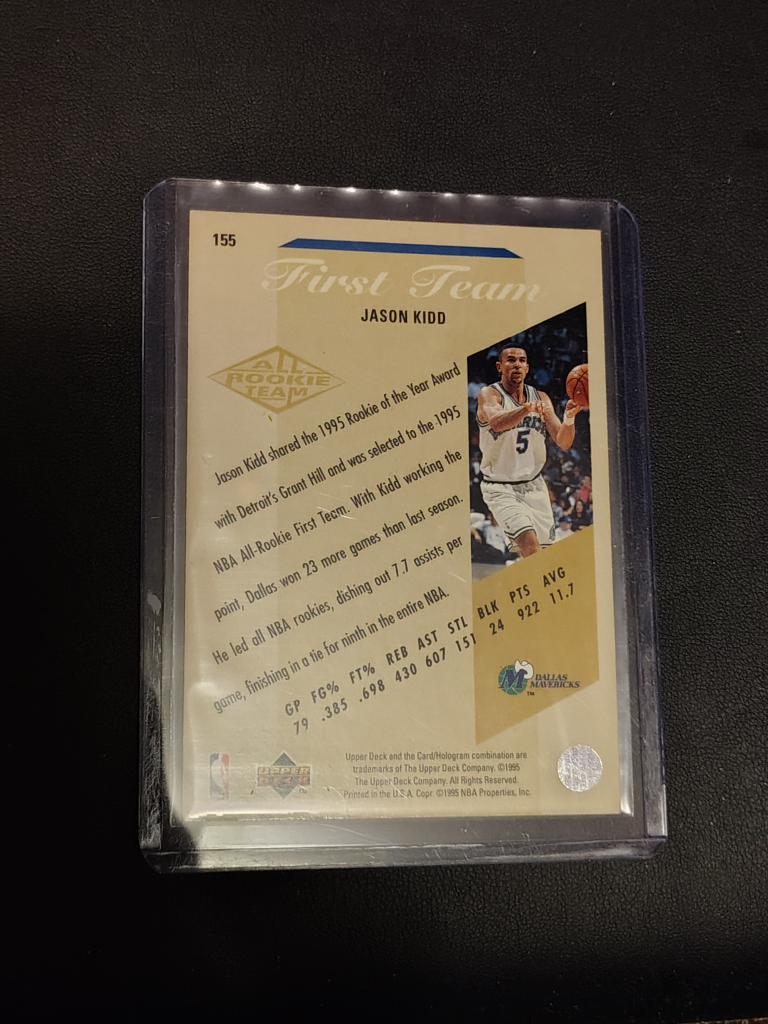 155
First Team
JASON KIDD
ALL
ROOKIE
TEAM
Jason Kidd shared the 1995 Rookie of the Year Award
with Detroit's Grant Hill and was selected to the 1995
NBA All-Rookie First Team. With Kidd working the
point, Dallas won 23 more games than last season.
He led all NBA rookies, dishing out 7.7 assists per
game, finishing in a tie for ninth in the entire NBA.
5
GP FG% FT% REB AST STL BLK PTS AVG
79 .385 .698 430 607 151 24 922 11.7
M DALLAS
MAVERICKS
TM
UPPER
DECK
Upper Deck and the Card/Hologram combination are
trademarks of The Upper Deck Company. ©1995
The Upper Deck Company. All Rights Reserved.
Printed in the U.S.A. Copr. ©1995 NBA Properties, Inc.